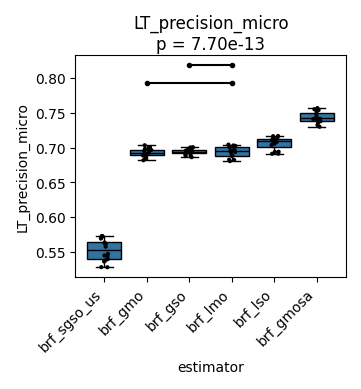 LT_precision_micro
p = 7.70e-13
LT_precision_micro
0.80
0.75
0.70
0.65
0.60
0.55
brf_sgso_us
brf_gmo
brf_gso
brf_lmo
brf_lso
brf_gmosa
estimator